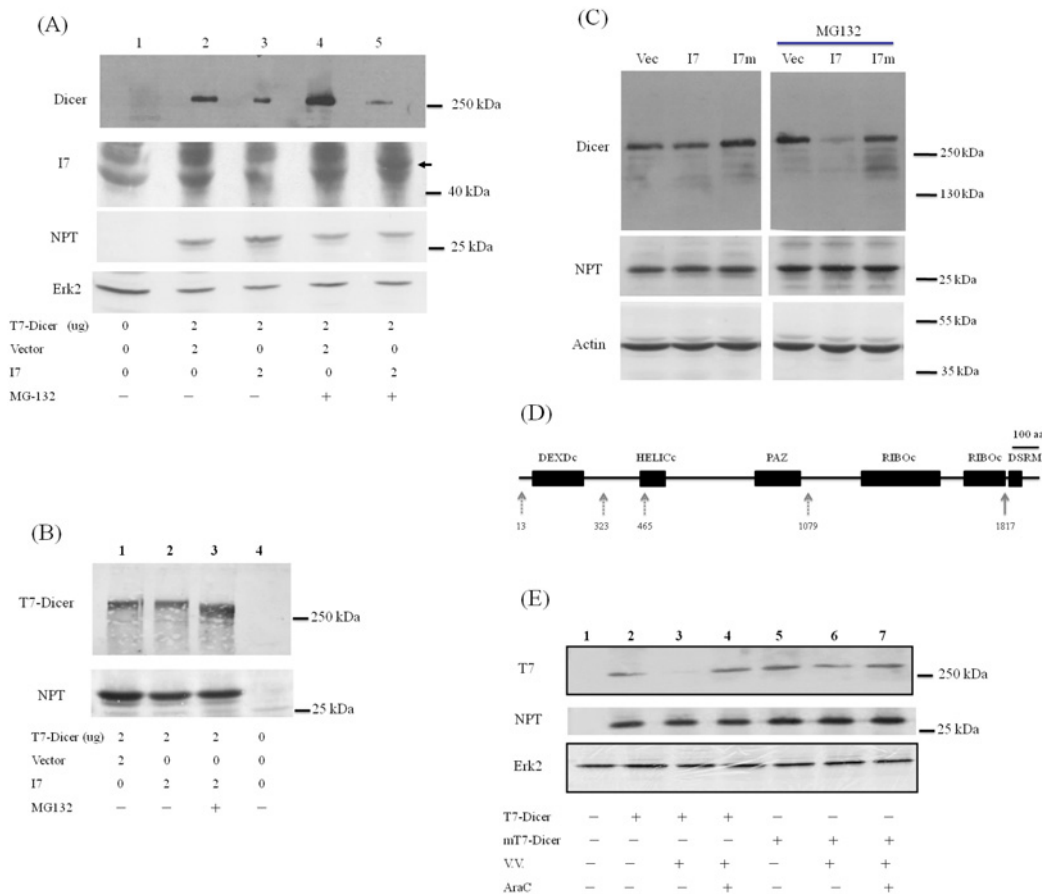 (A)
1 2 3 4 5
Dicer
250 kDa
I7
40 kDa
NPT
25 kDa
Erk2
T7-Dicer (ug) 0 2 2 2 2
Vector 0 2 0 2 0
I7 0 0 2 0 2
MG-132 – – – + +
(B)
1 2 3 4
T7-Dicer
250 kDa
NPT
25 kDa
T7-Dicer (ug) 2 2 2 0
Vector 2 0 0 0
I7 0 2 2 0
MG132 – – + –
(C)
MG132
Vec I7 I7m Vec I7 I7m
Dicer
250 kDa
130 kDa
NPT
25 kDa
55 kDa
Actin
35 kDa
(D)
100 aa
DEXDc HELICc PAZ RIBOc RIBOc DSRM
13 323 465 1079 1817
(E)
1 2 3 4 5 6 7
T7
250 kDa
NPT
25 kDa
Erk2
T7-Dicer – + + + – – –
mT7-Dicer – – – – + + +
V.V. – – + + – + +
AraC – – – + – – +